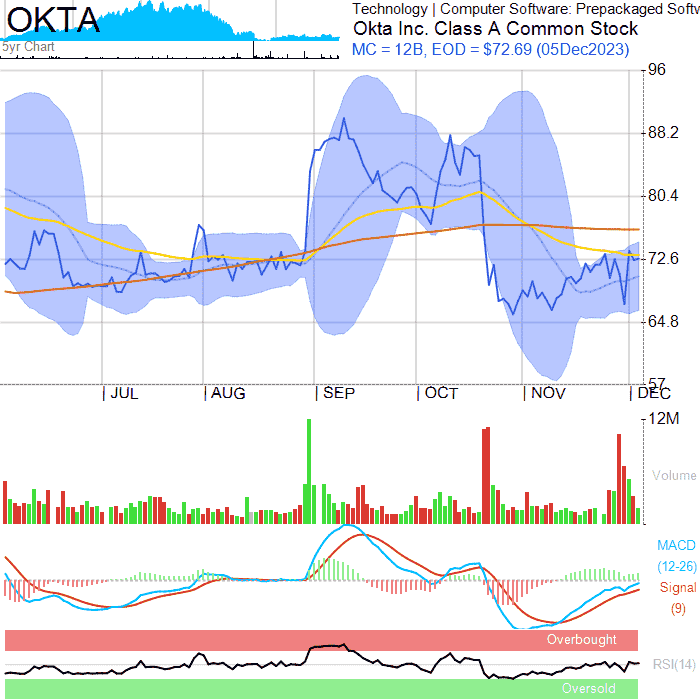 OKTA
5yr Chart
Technology | Computer Software: Prepackaged Softw
Okta Inc. Class A Common Stock
MC = 12B, EOD = $72.69 (05Dec2023)
96
88.2
80.4
72.6
64.8
57
JUL AUG SEP OCT NOV DEC
12M
Volume
MACD
(12-26)
Signal
(9)
Overbought
RSI(14)
Oversold